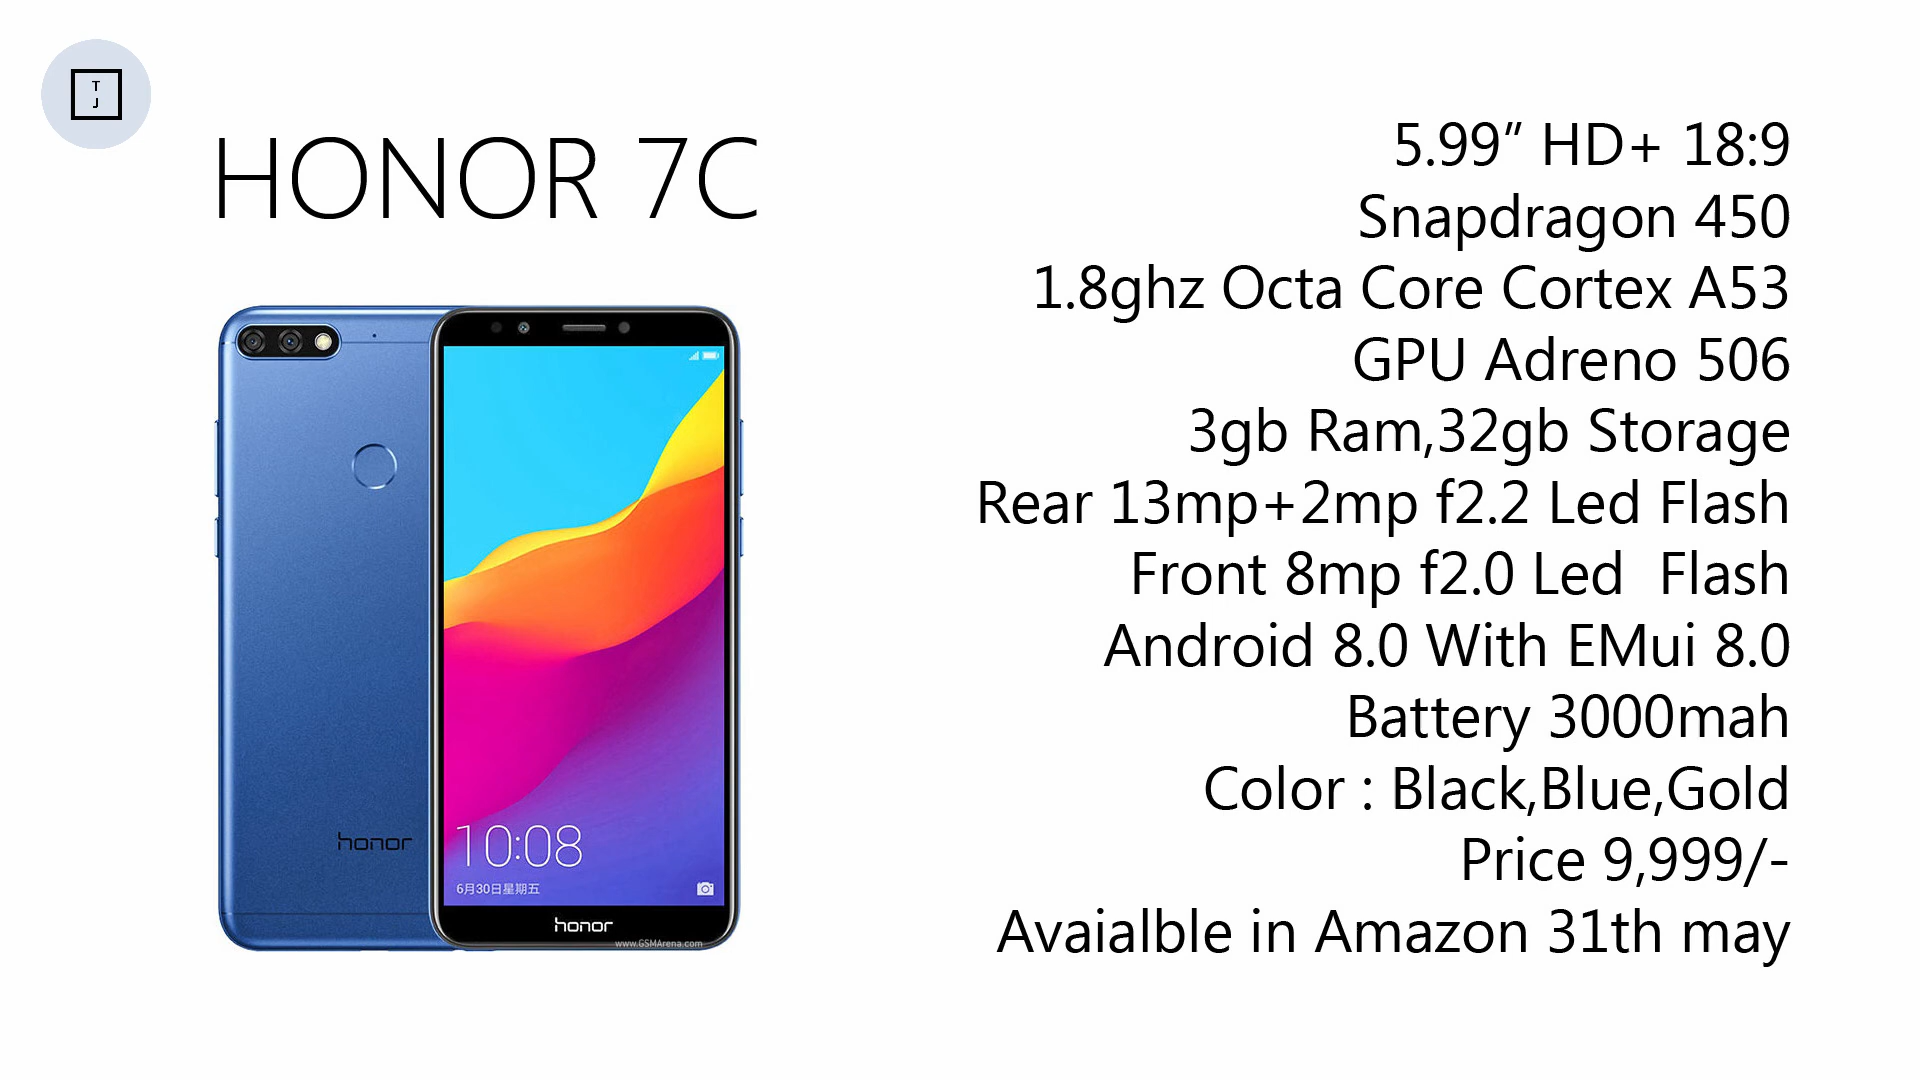 T
J
HONOR 7C
honor
10:08
6月30日星期五
honor
www.GSMArena.com
5.99” HD+ 18:9
Snapdragon 450
1.8ghz Octa Core Cortex A53
GPU Adreno 506
3gb Ram,32gb Storage
Rear 13mp+2mp f2.2 Led Flash
Front 8mp f2.0 Led  Flash
Android 8.0 With EMui 8.0
Battery 3000mah
Color : Black,Blue,Gold
Price 9,999/-
Avaialble in Amazon 31th may